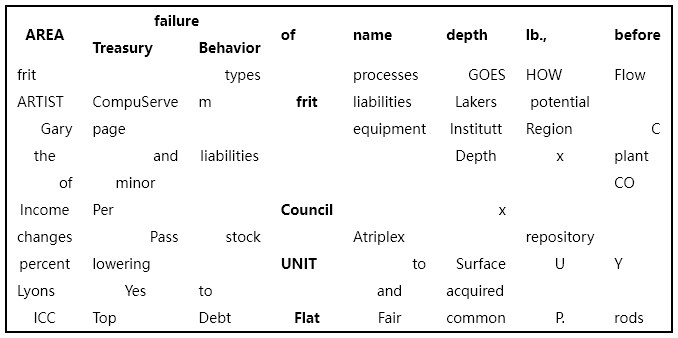 AREA failure of name depth lb., before
Treasury Behavior
frit types processes GOES HOW Flow
ARTIST CompuServe m frit liabilities Lakers potential
Gary page equipment Institutt Region C
the and liabilities Depth x plant
of minor CO
Income Per Council x
changes Pass stock Atriplex repository
percent lowering UNIT to Surface U Y
Lyons Yes to and acquired
ICC Top Debt Flat Fair common P. rods